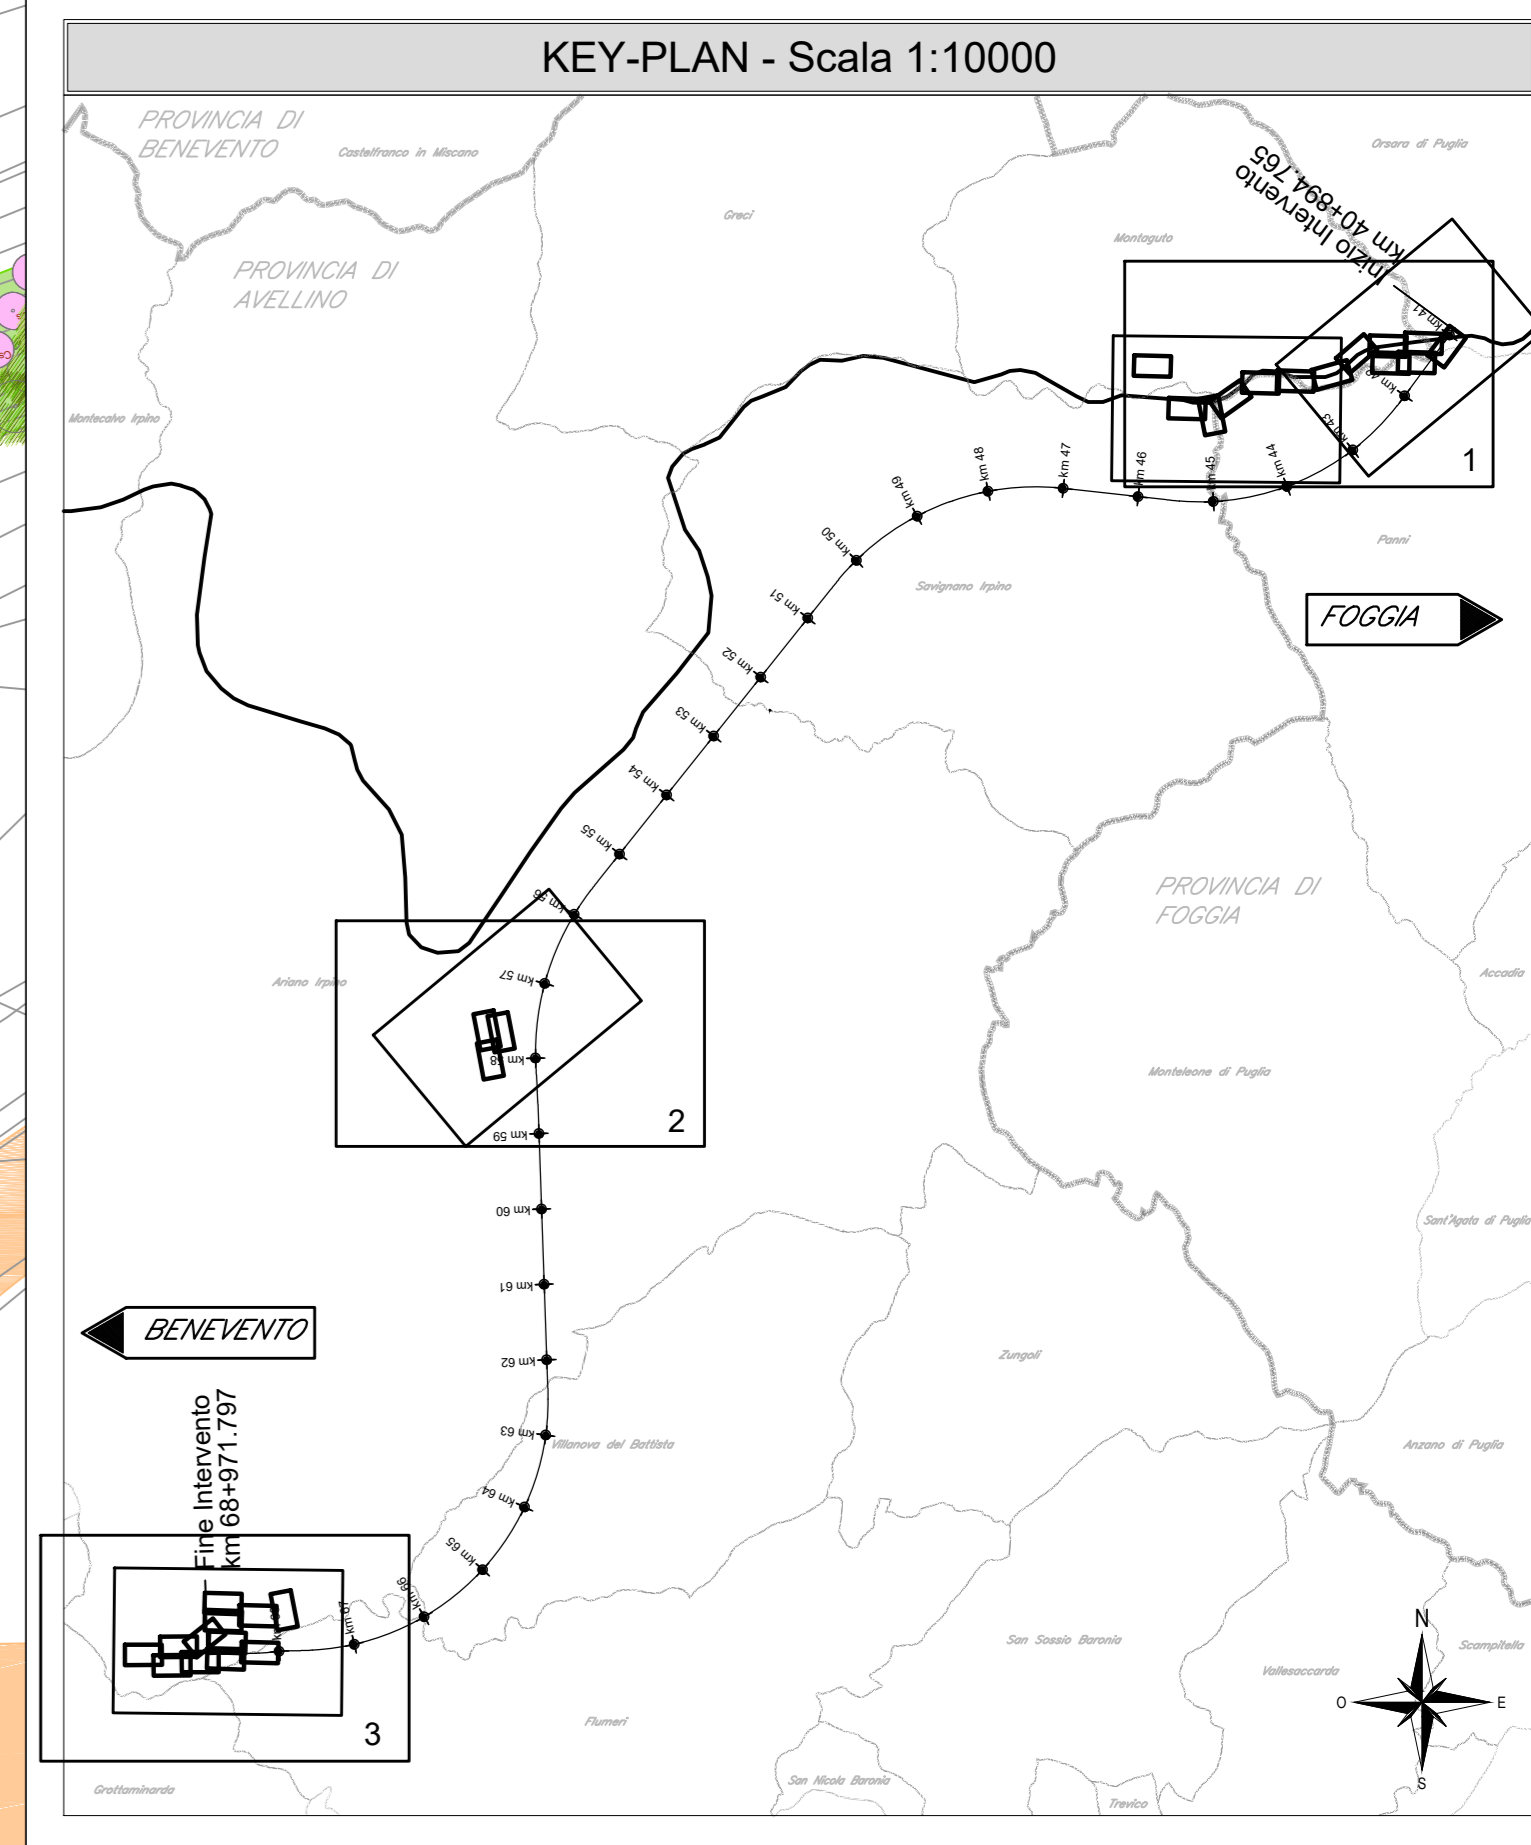 KEY-PLAN - Scala 1:10000
PROVINCIA DI
BENEVENTO
Castelfranco in Miscano
Orsara di Puglia
Greci
Montaguto
Inizio Intervento
km 40+894.765
PROVINCIA DI
AVELLINO
km 41
km 43
1
Montecalvo Irpino
km 44
km 45
km 46
km 47
km 48
km 49
km 50
Panni
Savignano Irpino
km 51
FOGGIA
km 52
km 53
km 54
km 55
km 56
PROVINCIA DI
FOGGIA
Ariano Irpino
km 57
Accadia
km 58
Monteleone di Puglia
2
km 59
km 60
Sant'Agata di Puglia
km 61
BENEVENTO
km 62
Zungoli
km 63
Villanova del Battista
Anzano di Puglia
Fine Intervento
km 68+971.797
km 64
km 65
km 66
km 67
N
San Sossio Baronia
Scampitella
Vallesaccarda
O
E
S
Flumeri
3
Grottaminarda
San Nicola Baronia
Trevico